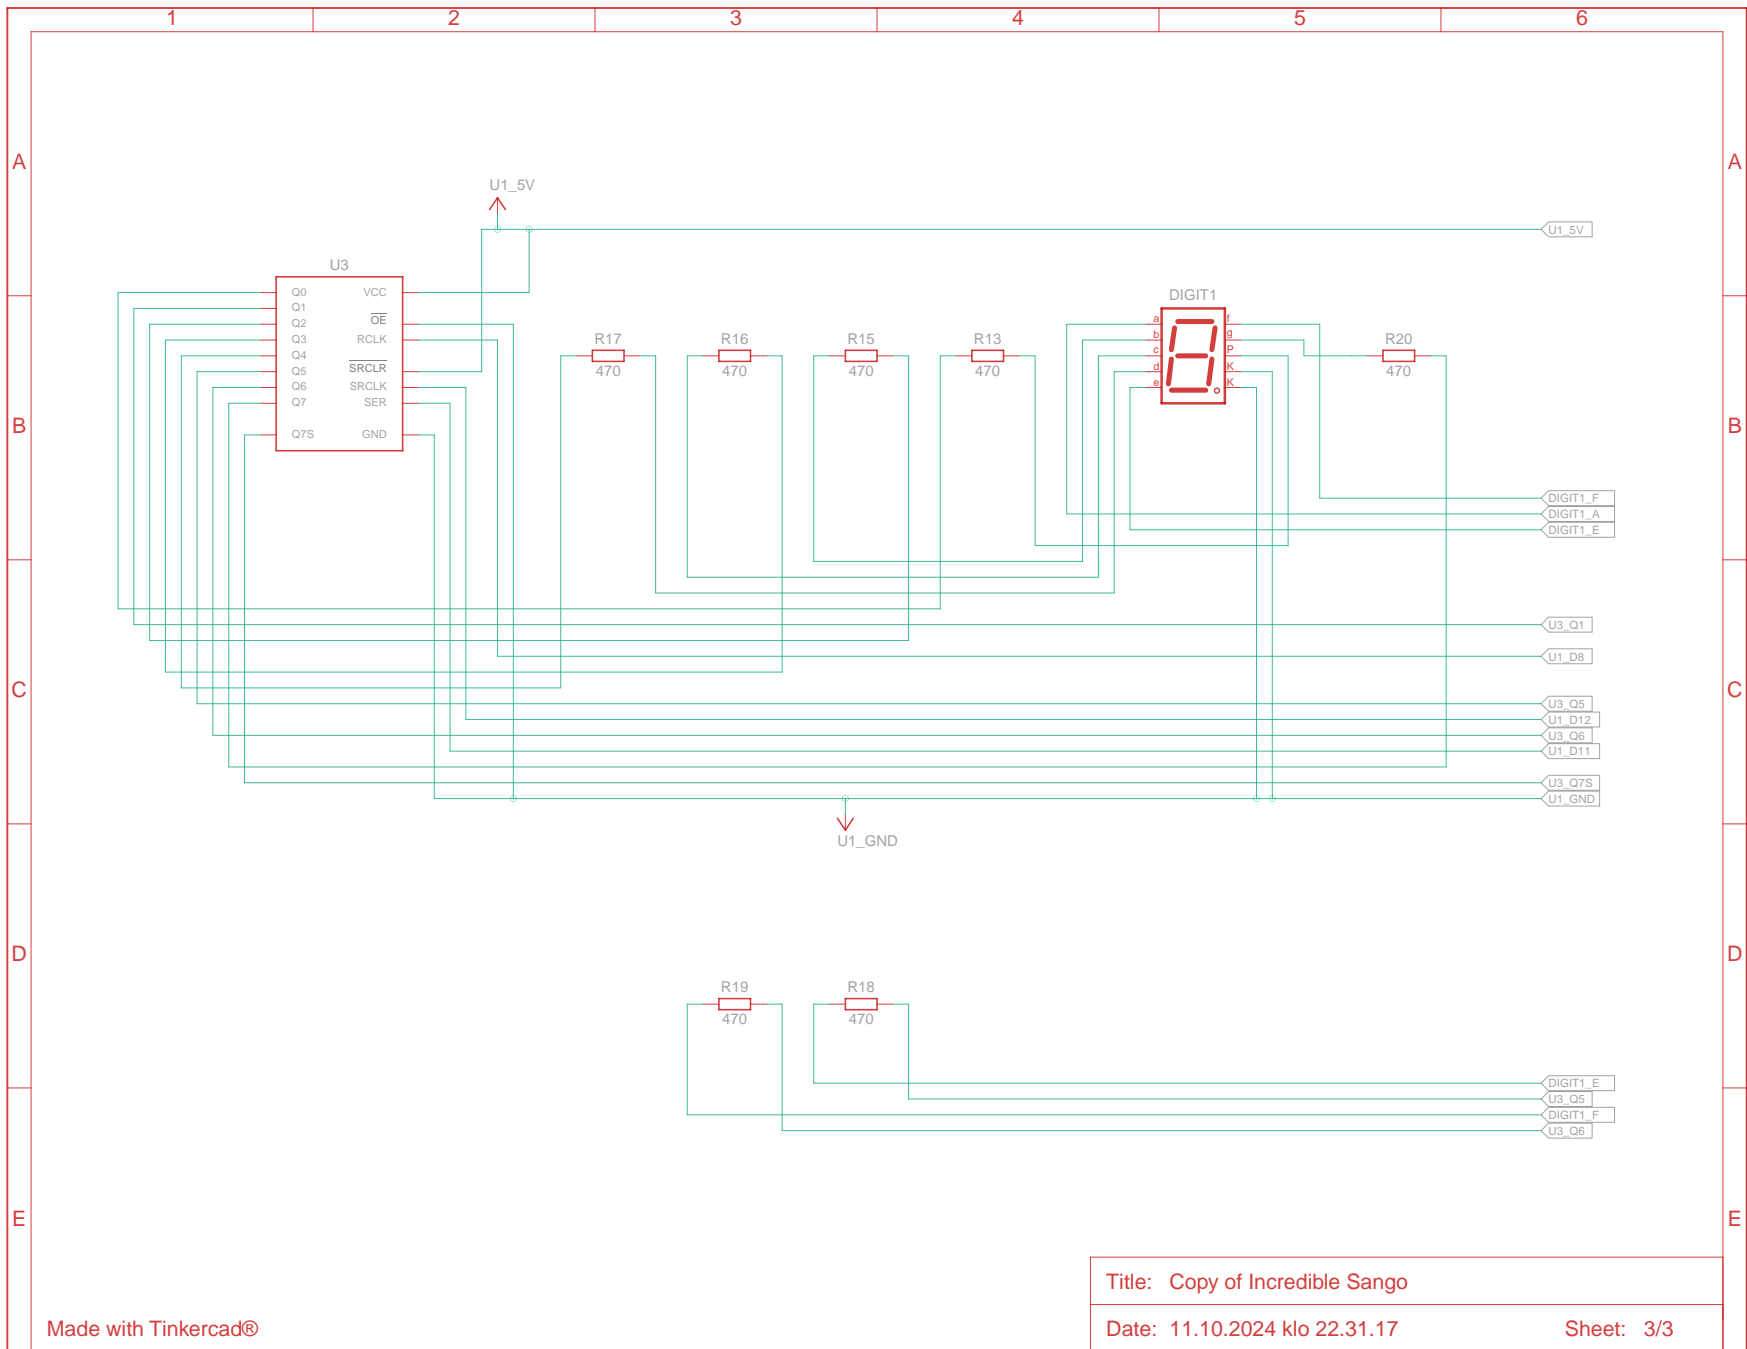 1 2 3 4 5 6
A A
U1_5V
U1_5V
U3
Q0 VCC
Q1
Q2 OE
Q3 RCLK
Q4
Q5 SRCLR
Q6 SRCLK
Q7 SER
Q7S GND
R17
470
R16
470
R15
470
R13
470
DIGIT1
a f
b g
c P
d K
e K
R20
470
B B
DIGIT1_F
DIGIT1_A
DIGIT1_E
U3_Q1
U1_D8
C C
U3_Q5
U1_D12
U3_Q6
U1_D11
U3_Q7S
U1_GND
U1_GND
D D
R19
470
R18
470
DIGIT1_E
U3_Q5
DIGIT1_F
U3_Q6
E E
Title: Copy of Incredible Sango
Made with Tinkercad®
Date: 11.10.2024 klo 22.31.17 Sheet: 3/3